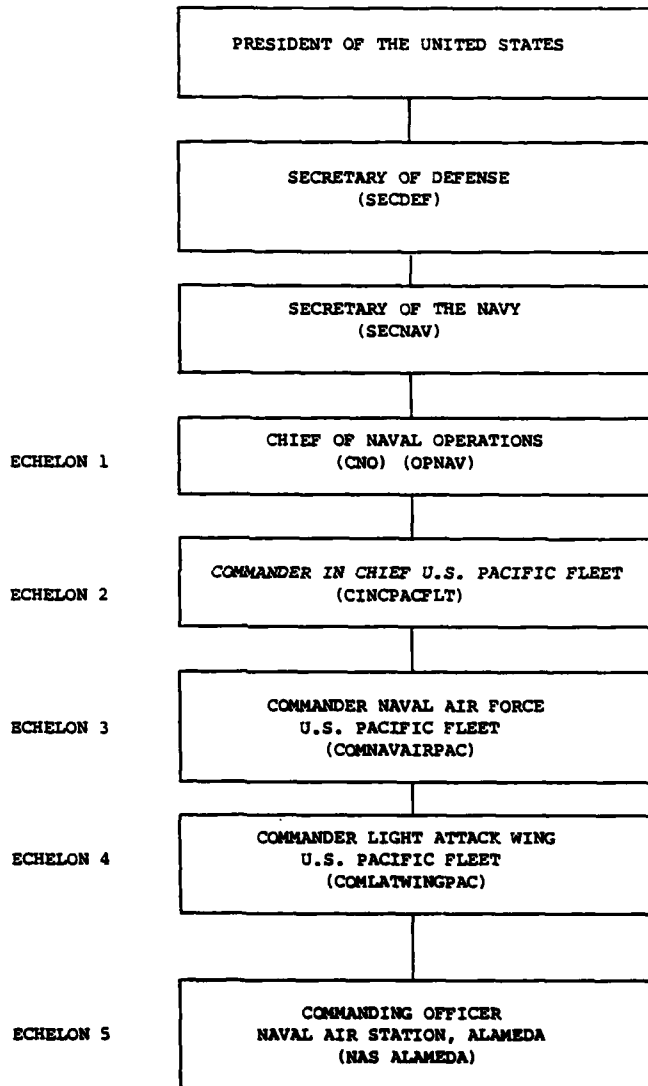 PRESIDENT OF THE UNITED STATES
SECRETARY OF DEFENSE
(SECDEF)
SECRETARY OF THE NAVY
(SECNAV)
ECHELON 1
CHIEF OF NAVAL OPERATIONS
(CNO) (OPNAV)
ECHELON 2
COMMANDER IN CHIEF U.S. PACIFIC FLEET
(CINCPACFLT)
ECHELON 3
COMMANDER NAVAL AIR FORCE
U.S. PACIFIC FLEET
(COMNAVAIRPAC)
ECHELON 4
COMMANDER LIGHT ATTACK WING
U.S. PACIFIC FLEET
(COMLATWINGPAC)
ECHELON 5
COMMANDING OFFICER
NAVAL AIR STATION, ALAMEDA
(NAS ALAMEDA)